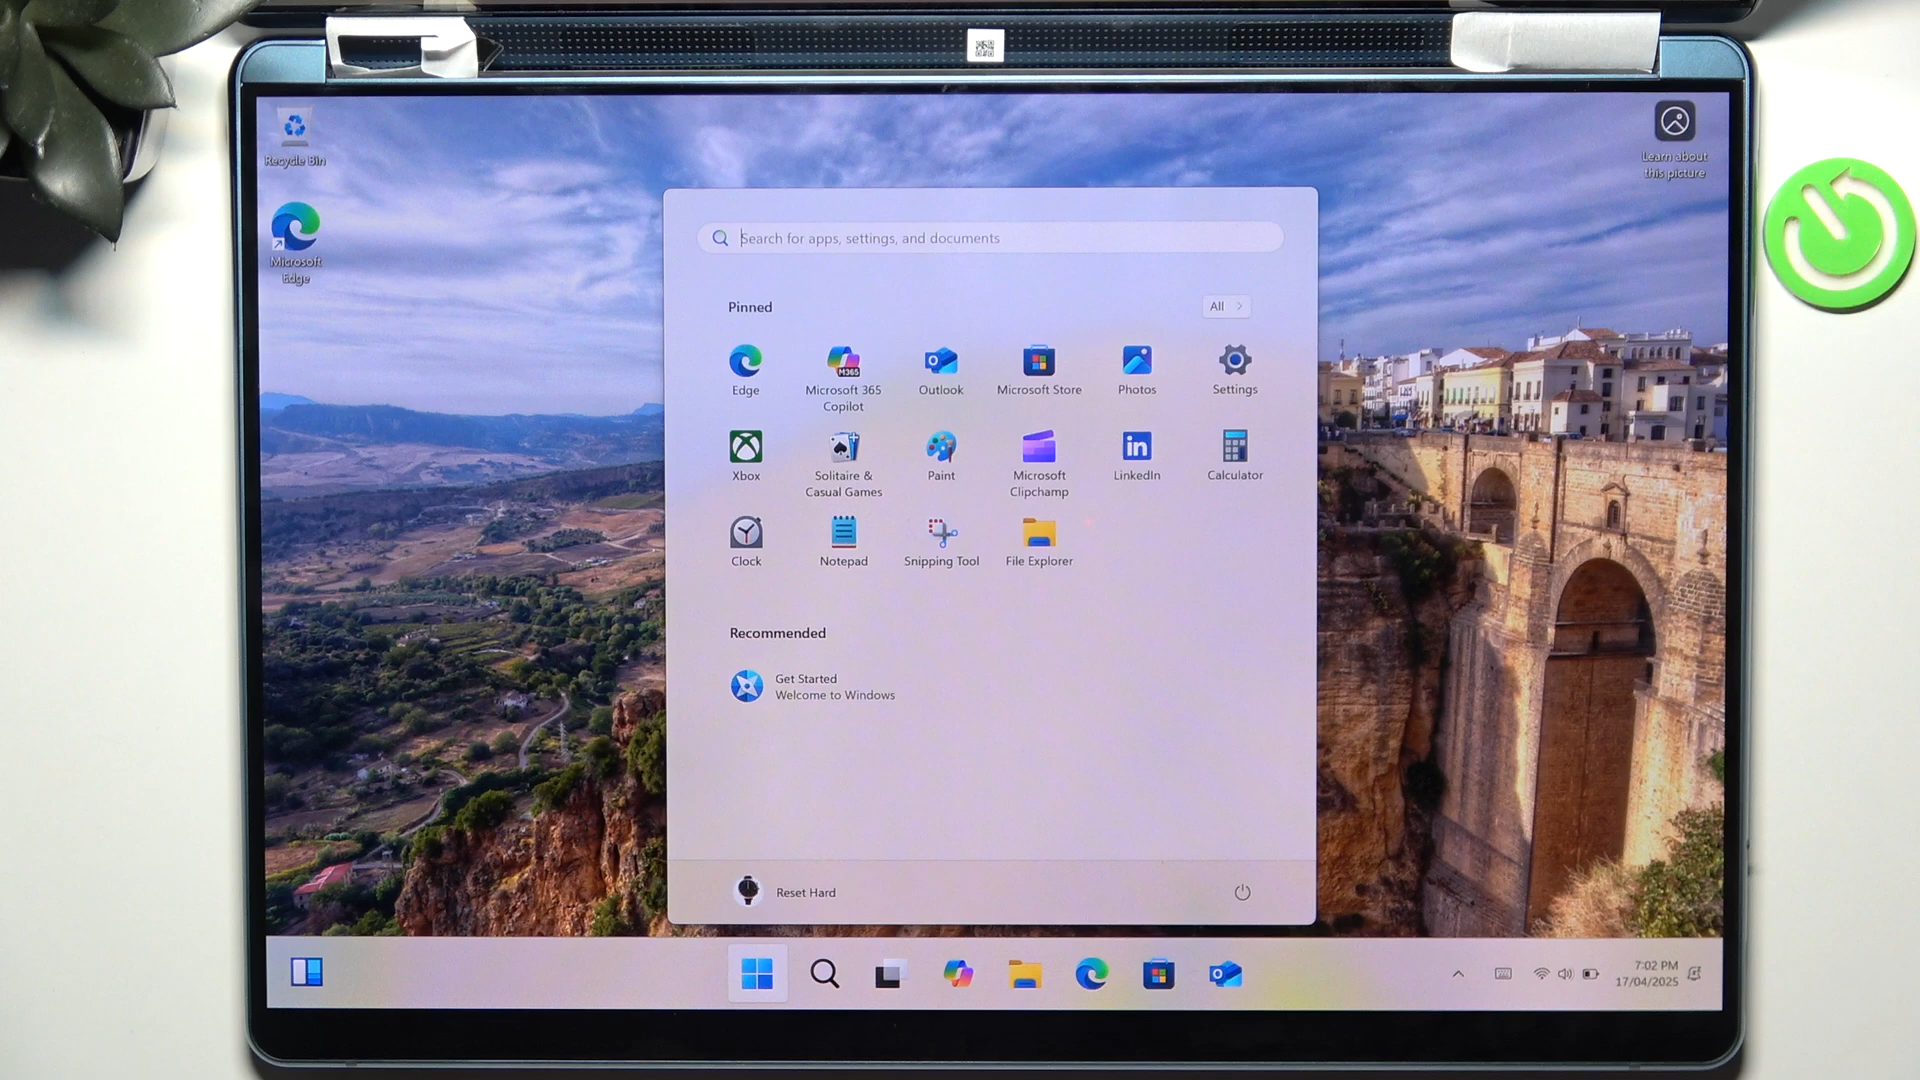 Recycle Bin
Microsoft
Edge
Learn about
this picture
Search for apps, settings, and documents
Pinned
All
Edge
Microsoft 365
Copilot
M365
Outlook
Microsoft Store
Photos
Settings
Xbox
Solitaire &
Casual Games
Paint
Microsoft
Clipchamp
LinkedIn
in
Calculator
Clock
Notepad
Snipping Tool
File Explorer
Recommended
Get Started
Welcome to Windows
Reset Hard
7:02 PM
17/04/2025